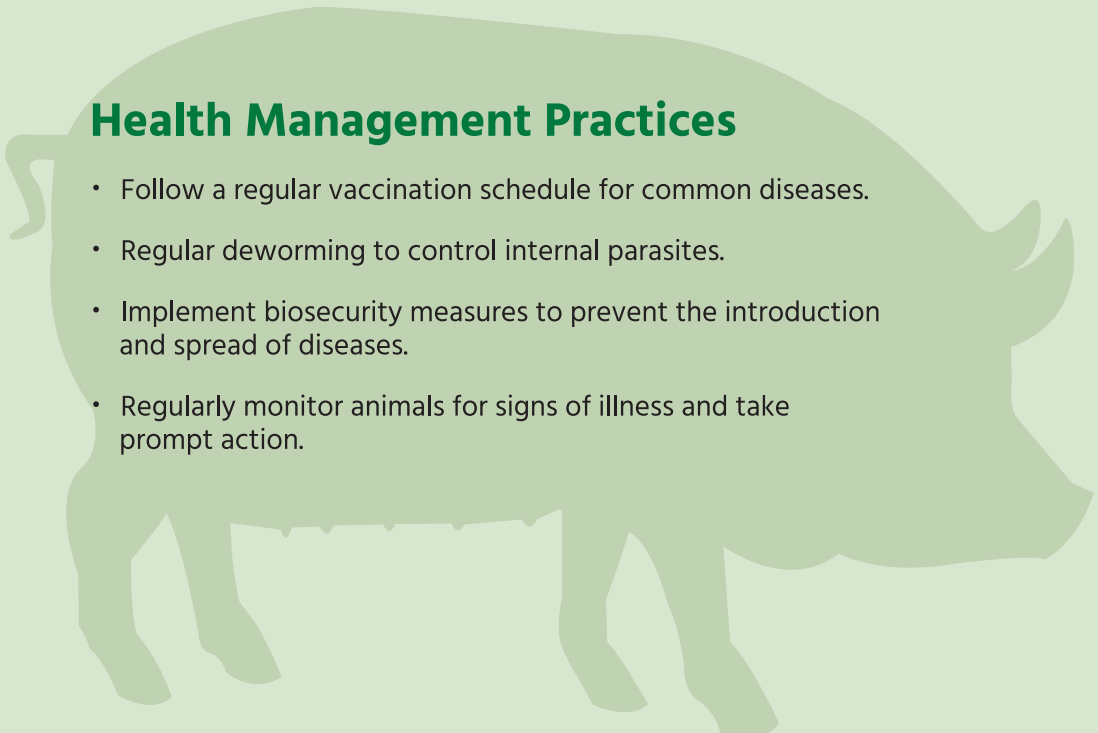 Health Management Practices
• Follow a regular vaccination schedule for common diseases.
• Regular deworming to control internal parasites.
• Implement biosecurity measures to prevent the introduction
and spread of diseases.
• Regularly monitor animals for signs of illness and take
prompt action.